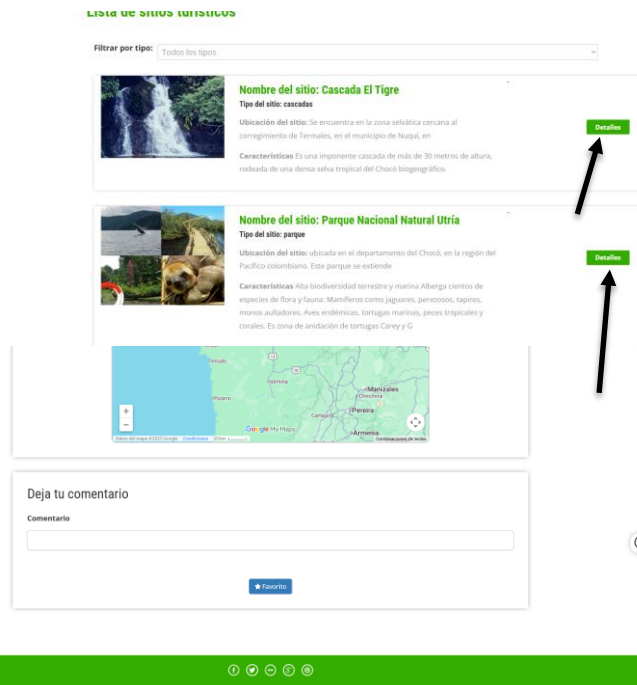 Lista de sitios turísticos
Filtrar por tipo: Todos los tipos
Nombre del sitio: Cascada El Tigre
Tipo del sitio: cascadas
Ubicación del sitio: Se encuentra en la zona selvática cercana al
corregimiento de Termales, en el municipio de Nuquí, en
Detalles
Características Es una imponente cascada de más de 30 metros de altura,
rodeada de una densa selva tropical del Chocó biogeográfico.
Nombre del sitio: Parque Nacional Natural Utría
Tipo del sitio: parque
Ubicación del sitio: ubicada en el departamento del Chocó, en la región del
Pacífico colombiano. Este parque se extiende
Detalles
Características Alta biodiversidad terrestre y marina Alberga cientos de
especies de flora y fauna: Mamíferos como jaguares, perezosos, tapires,
monos aulladores. Aves endémicas, tortugas marinas, peces tropicales y
corales. Es zona de anidación de tortugas Carey y G
Manizales
Chinchiná
Pizarro
Pereira
Cartago
Armenia
+
−
Google My Maps
Condiciones
Combinaciones de teclas
Deja tu comentario
Comentario
Favorito